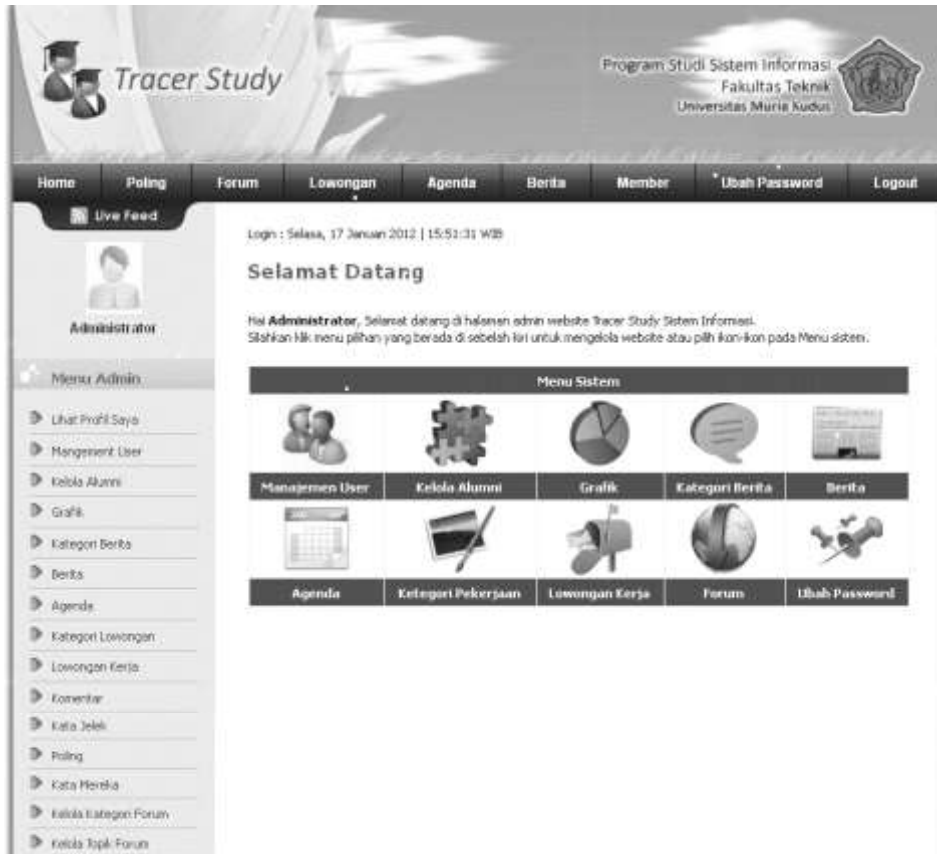 Tracer Study
Program Studi Sistem Informasi
Fakultas Teknik
Universitas Muria Kudus
Home Poling Forum Lowongan Agenda Berita Member Ubah Password Logout
Live Feed
Administrator
Menu Admin
Lihat Profil Saya
Mangement User
Kelola Alumni
Grafik
Kategori Berita
Berita
Agenda
Kategori Lowongan
Lowongan Kerja
Komentar
Kata Jelek
Poling
Kata Mereka
Kelola Kategori Forum
Kelola Topik Forum
Login : Selasa, 17 Januari 2012 | 15:51:31 WIB
Selamat Datang
Hai Administrator, Selamat datang di halaman admin website Tracer Study Sistem Informasi.
Silahkan klik menu pilihan yang berada di sebelah kiri untuk mengelola website atau pilih ikon-ikon pada Menu sistem.
Menu Sistem
Manajemen User Kelola Alumni Grafik Kategori Berita Berita
Agenda Ketegori Pekerjaan Lowongan Kerja Forum Ubah Password